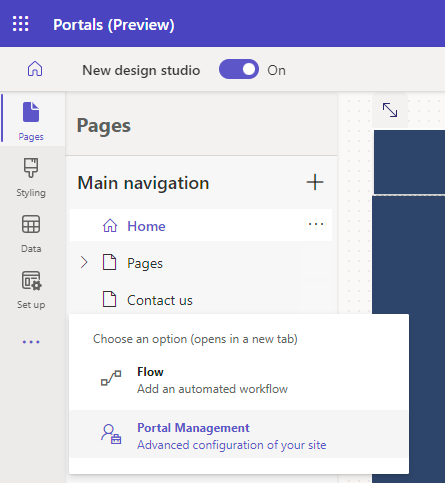 Portals (Preview)
New design studio On
Pages
Pages
Main navigation
Styling
Home
Data
Pages
Set up
Contact us
Choose an option (opens in a new tab)
Flow
Add an automated workflow
Portal Management
Advanced configuration of your site